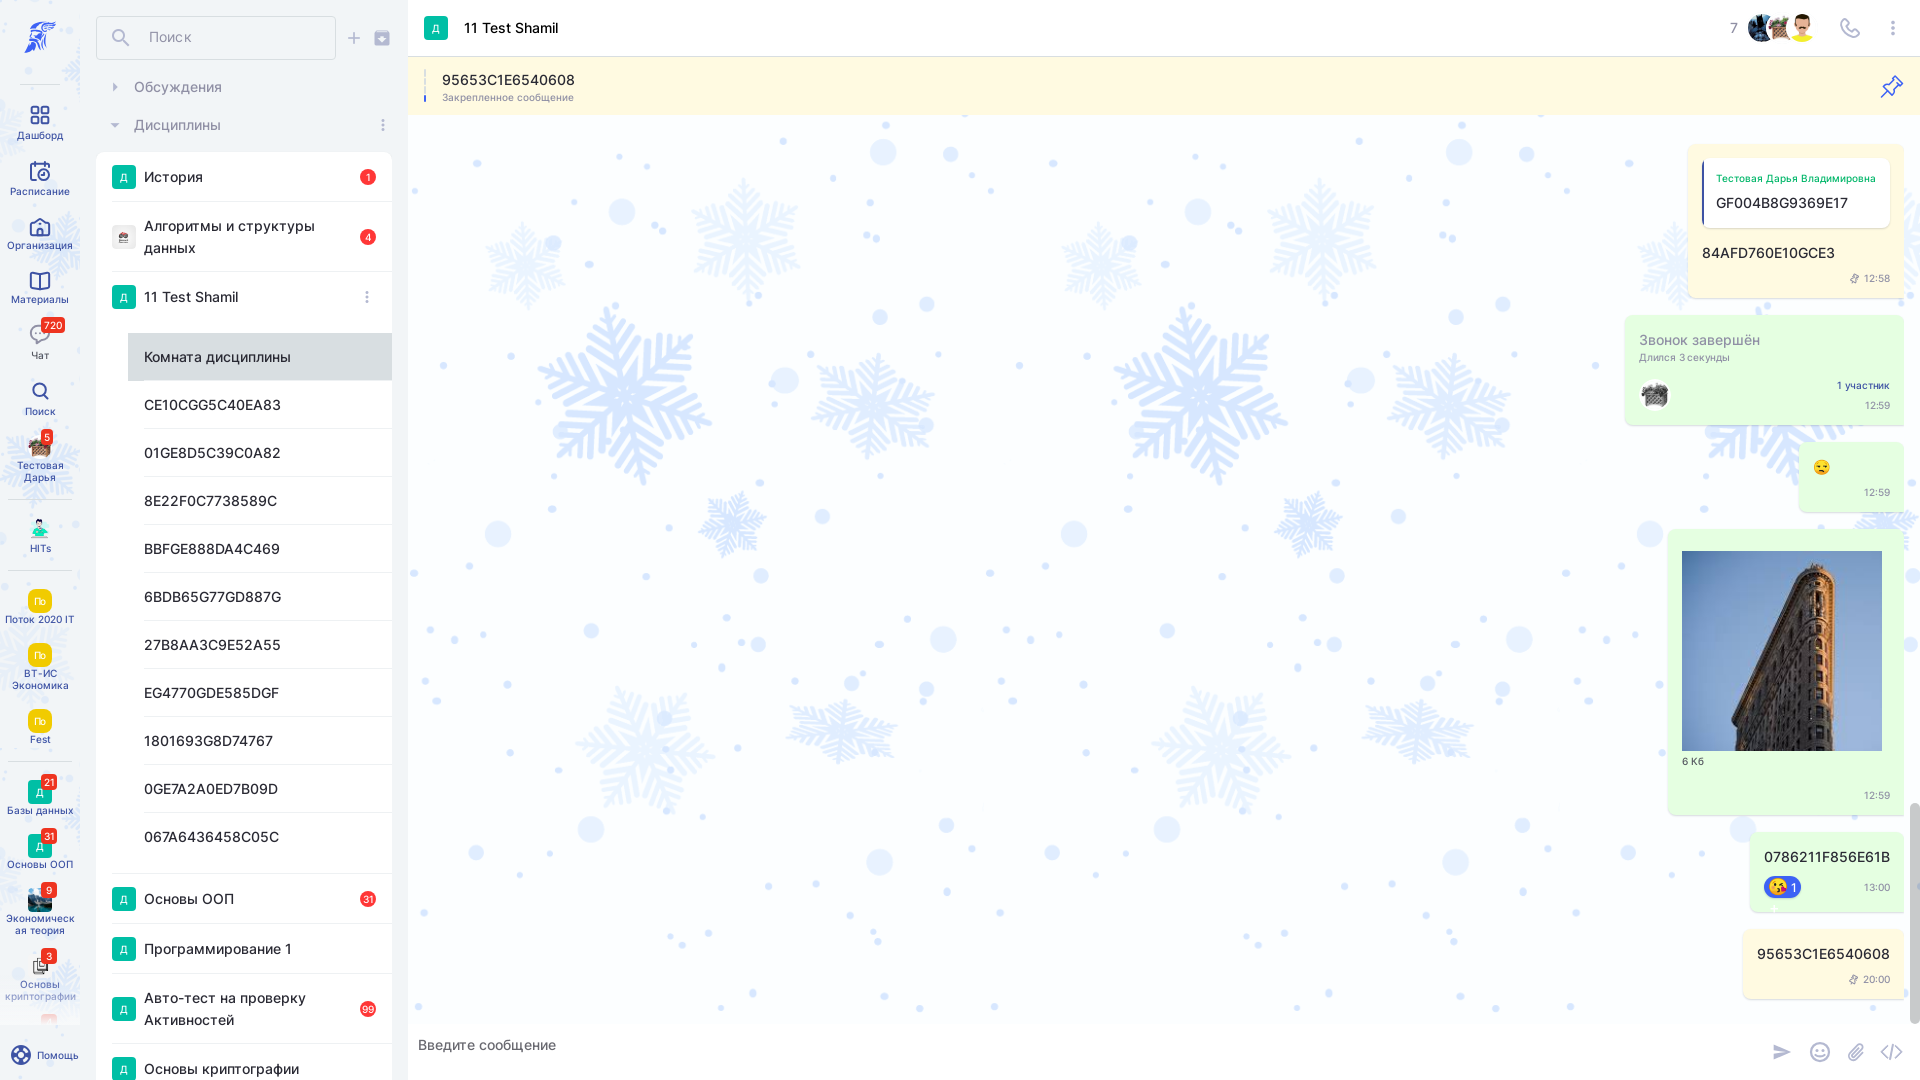 Дашборд
Расписание
Организация
Материалы
720
Чат
Поиск
5
Тестовая
Дарья
HITs
По
Поток 2020 IT
По
ВТ-ИС
Экономика
По
Fest
21
Д
Базы данных
31
Д
Основы ООП
9
Экономическ
ая теория
3
Основы
криптографии
Помощь
Поиск
Обсуждения
Дисциплины
Д
История
1
Алгоритмы и структуры
данных
4
Д
11 Test Shamil
Комната дисциплины
CE10CGG5C40EA83
01GE8D5C39C0A82
8E22F0C7738589C
BBFGE888DA4C469
6BDB65G77GD887G
27B8AA3C9E52A55
EG4770GDE585DGF
1801693G8D74767
0GE7A2A0ED7B09D
067A6436458C05C
Д
Основы ООП
31
Д
Программирование 1
Д
Авто-тест на проверку
Активностей
99
Д
Основы криптографии
Д
11 Test Shamil
7
95653C1E6540608
Закрепленное сообщение
Тестовая Дарья Владимировна
GF004B8G9369E17
84AFD760E10GCE3
12:58
Звонок завершён
Длился 3 секунды
1 участник
12:59
12:59
6 Кб
12:59
0786211F856E61B
1
13:00
95653C1E6540608
20:00
Введите сообщение